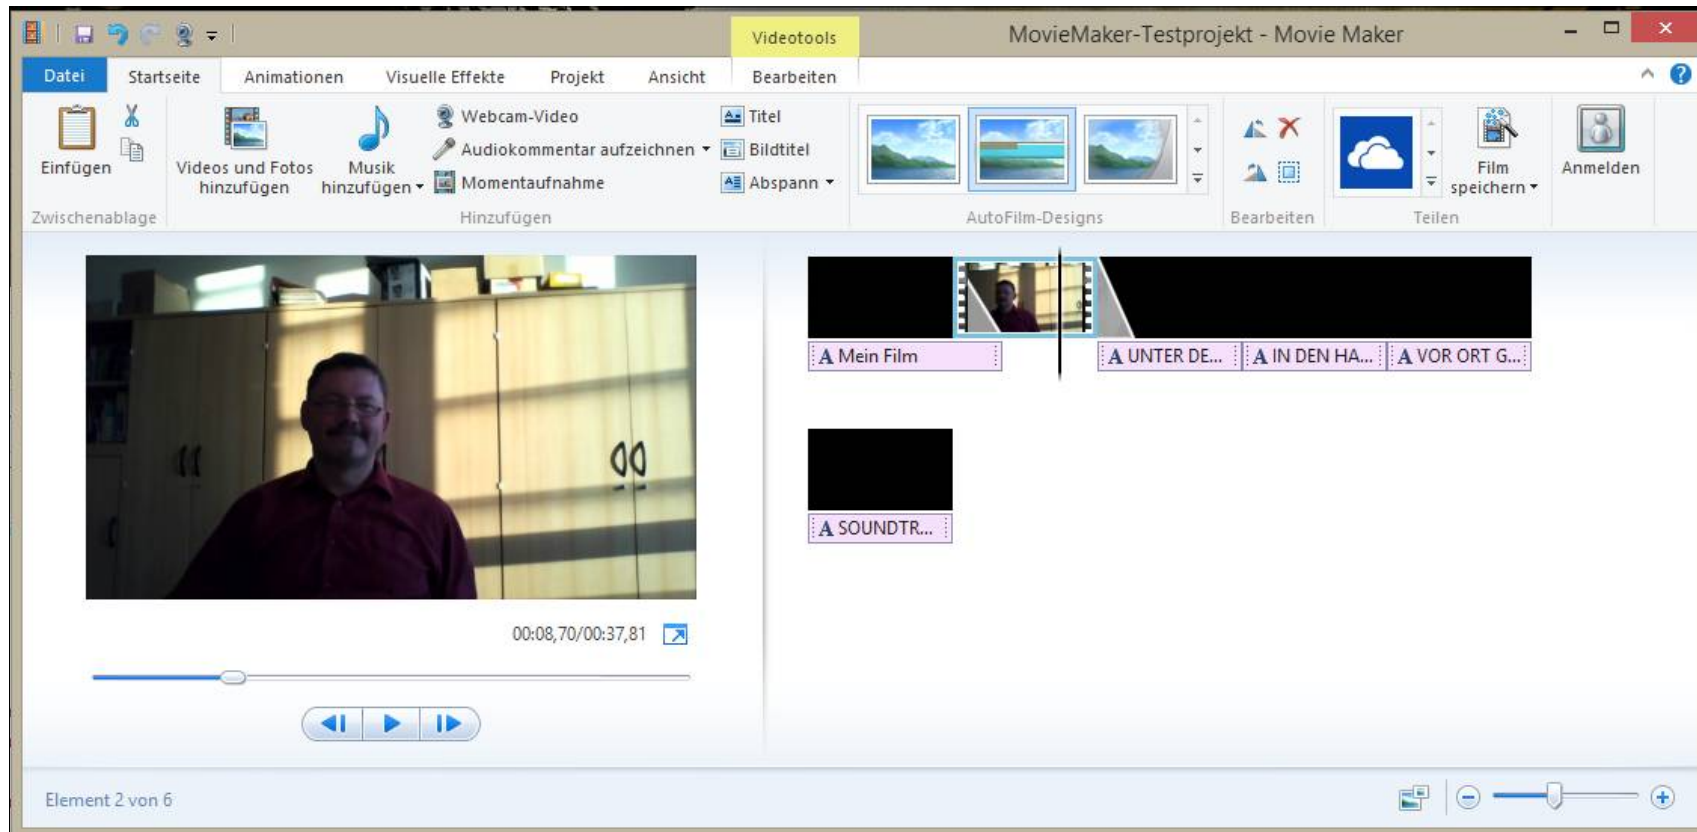 Videotools
MovieMaker-Testprojekt - Movie Maker
Datei
Startseite
Animationen
Visuelle Effekte
Projekt
Ansicht
Bearbeiten
Einfügen
Zwischenablage
Videos und Fotos
hinzufügen
Musik
hinzufügen
Webcam-Video
Audiokommentar aufzeichnen
Momentaufnahme
Titel
Bildtitel
Abspann
Hinzufügen
AutoFilm-Designs
Bearbeiten
Film
speichern
Teilen
Anmelden
A Mein Film
A UNTER DE...
A IN DEN HA...
A VOR ORT G...
A SOUNDTR...
00:08,70/00:37,81
Element 2 von 6